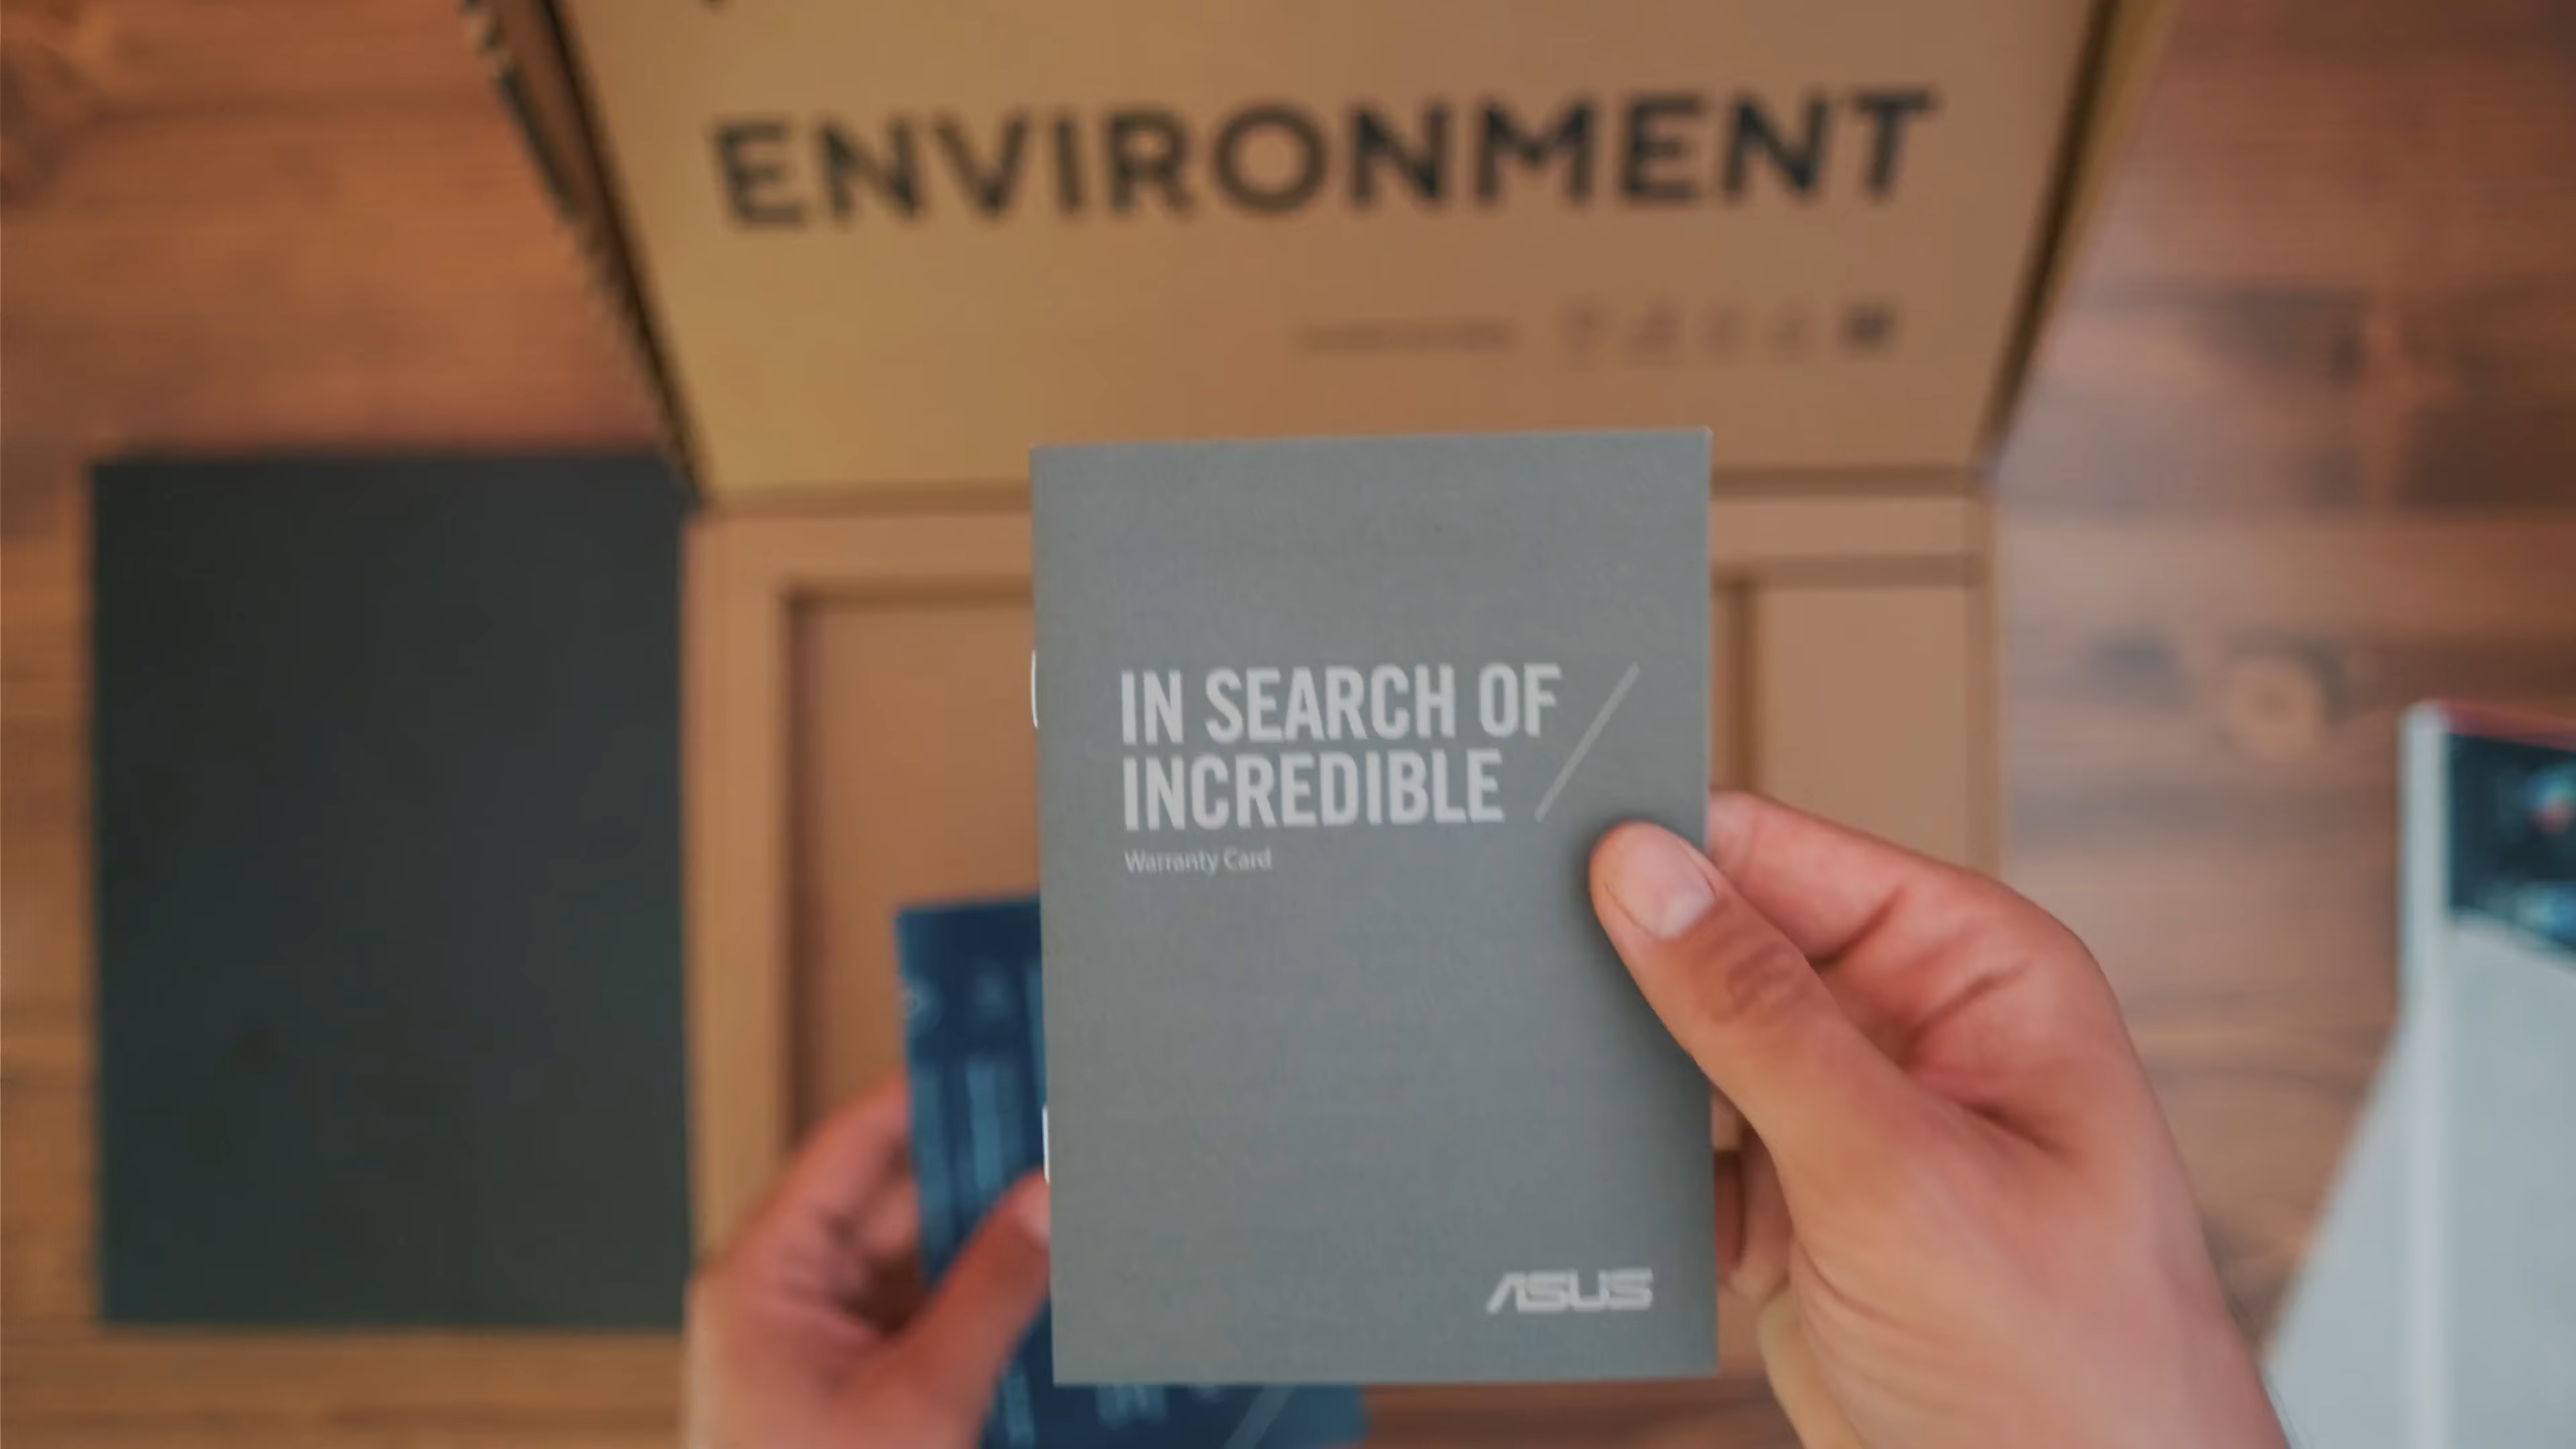 ENVIRONMENT
IN SEARCH OF
INCREDIBLE
Warranty Card
ASUS